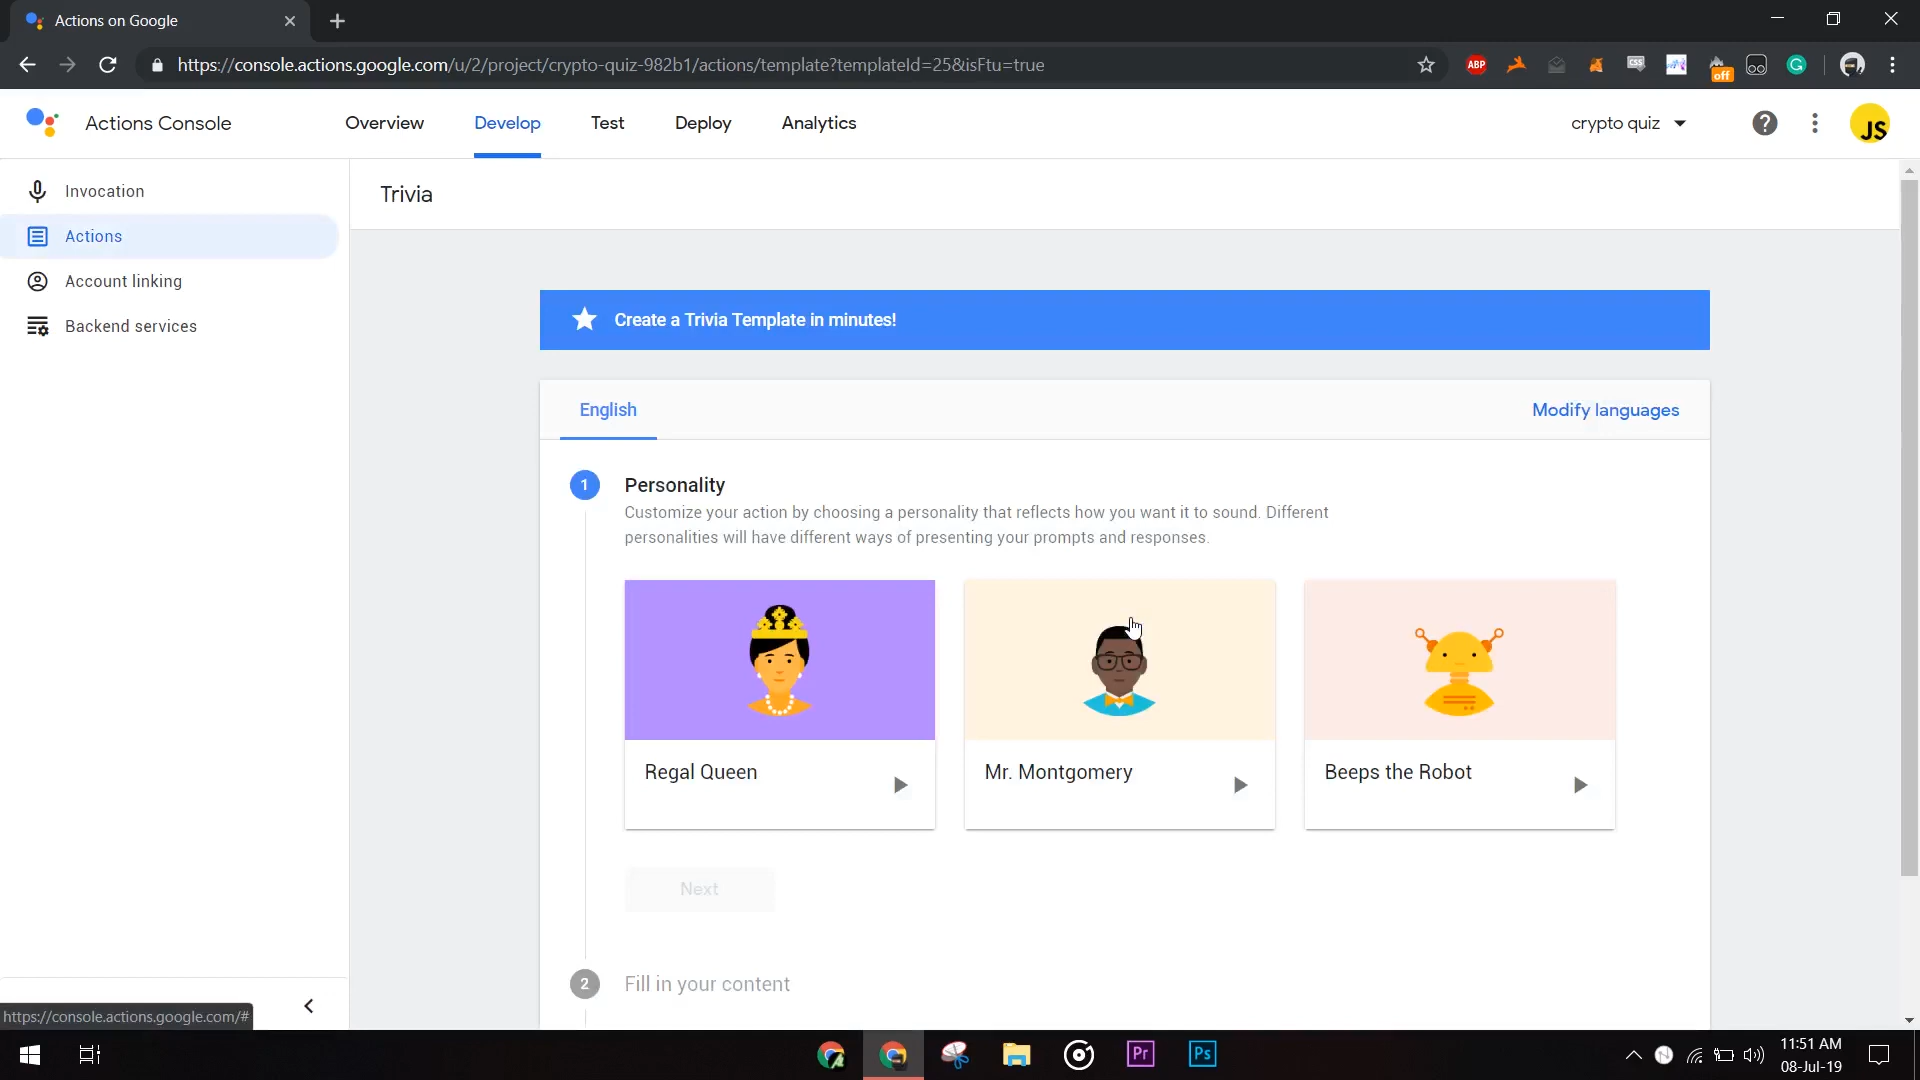 Actions on Google
https://console.actions.google.com/u/2/project/crypto-quiz-982b1/actions/template?templateId=25&isFtu=true
ABP
CSS
off
G
Actions Console
Overview
Develop
Test
Deploy
Analytics
crypto quiz
JS
Invocation
Actions
Account linking
Backend services
Trivia
Create a Trivia Template in minutes!
English
Modify languages
1
Personality
Customize your action by choosing a personality that reflects how you want it to sound. Different
personalities will have different ways of presenting your prompts and responses.
Regal Queen
Mr. Montgomery
Beeps the Robot
Next
2
Fill in your content
https://console.actions.google.com/#
Pr
Ps
N
11:51 AM
08-Jul-19